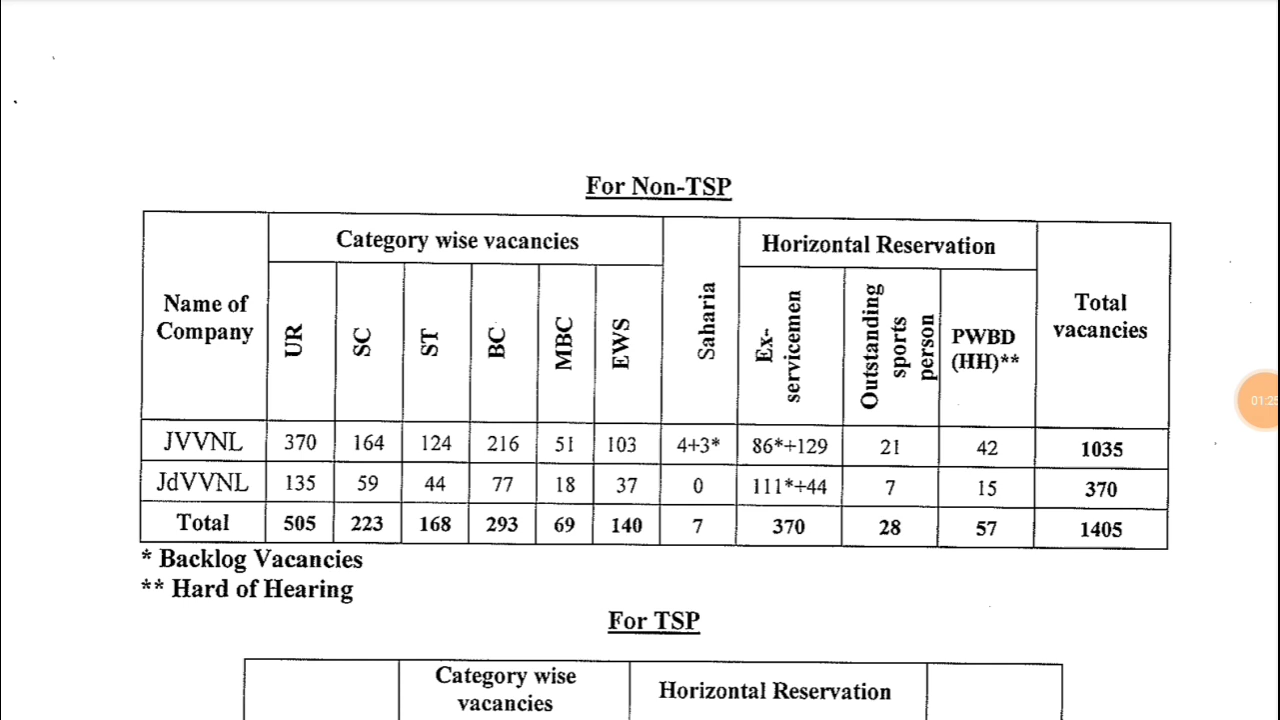 For Non-TSP
Name of Company
Category wise vacancies
Saharia
Horizontal Reservation
Total vacancies
UR
SC
ST
BC
MBC
EWS
Ex-servicemen
Outstanding sports person
PWBD (HH)**
JVVNL 370 164 124 216 51 103 4+3* 86*+129 21 42 1035
JdVVNL 135 59 44 77 18 37 0 111*+44 7 15 370
Total 505 223 168 293 69 140 7 370 28 57 1405
* Backlog Vacancies
** Hard of Hearing
For TSP
Category wise
vacancies
Horizontal Reservation